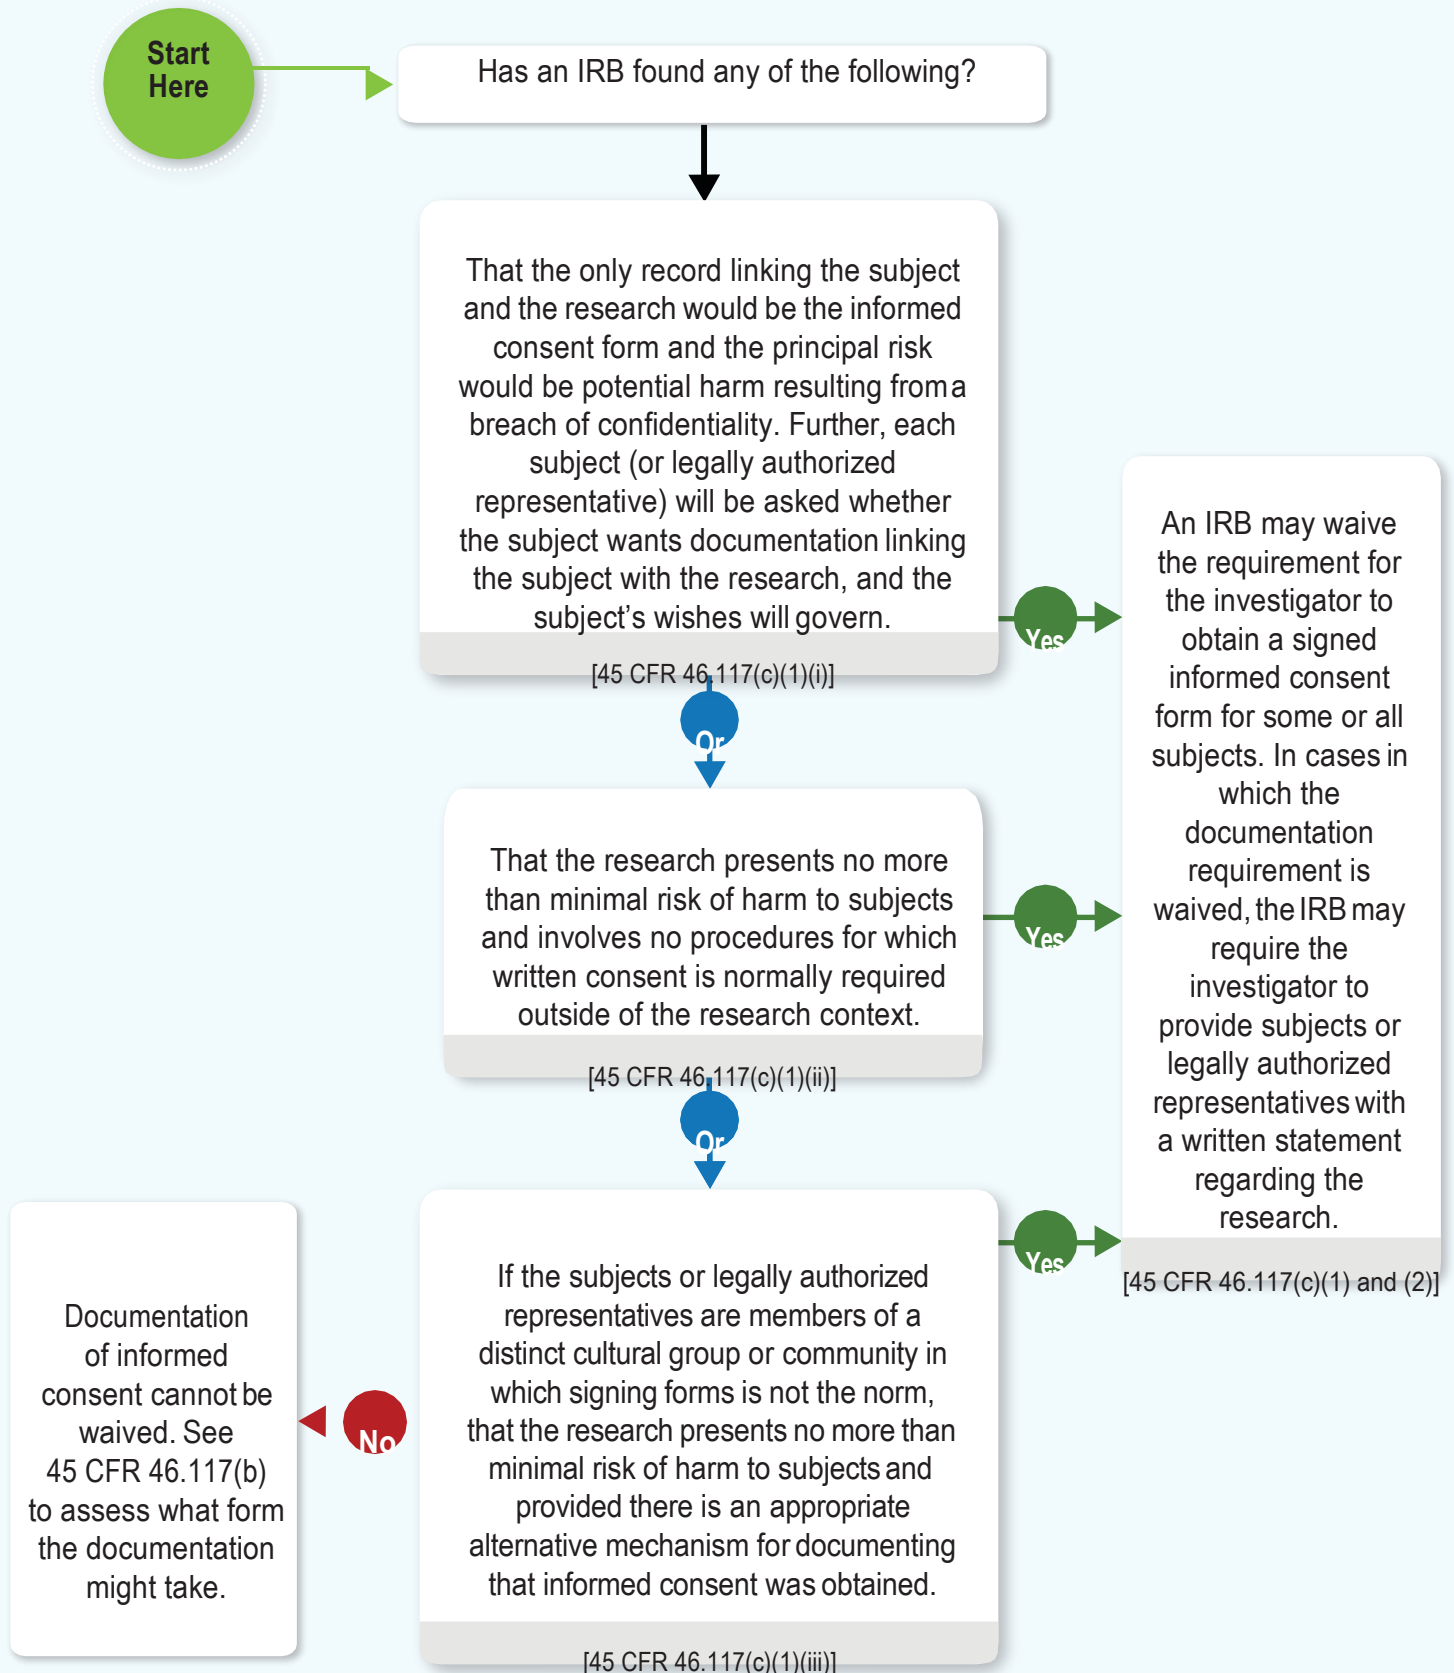 Start
Here
Has an IRB found any of the following?
That the only record linking the subject
and the research would be the informed
consent form and the principal risk
would be potential harm resulting from a
breach of confidentiality. Further, each
subject (or legally authorized
representative) will be asked whether
the subject wants documentation linking
the subject with the research, and the
subject’s wishes will govern.
[45 CFR 46.117(c)(1)(i)]
Yes
Or
That the research presents no more
than minimal risk of harm to subjects
and involves no procedures for which
written consent is normally required
outside of the research context.
[45 CFR 46.117(c)(1)(ii)]
Yes
Or
If the subjects or legally authorized
representatives are members of a
distinct cultural group or community in
which signing forms is not the norm,
that the research presents no more than
minimal risk of harm to subjects and
provided there is an appropriate
alternative mechanism for documenting
that informed consent was obtained.
[45 CFR 46.117(c)(1)(iii)]
Yes
An IRB may waive
the requirement for
the investigator to
obtain a signed
informed consent
form for some or all
subjects. In cases in
which the
documentation
requirement is
waived, the IRB may
require the
investigator to
provide subjects or
legally authorized
representatives with
a written statement
regarding the
research.
[45 CFR 46.117(c)(1) and (2)]
No
Documentation
of informed
consent cannot be
waived. See
45 CFR 46.117(b)
to assess what form
the documentation
might take.